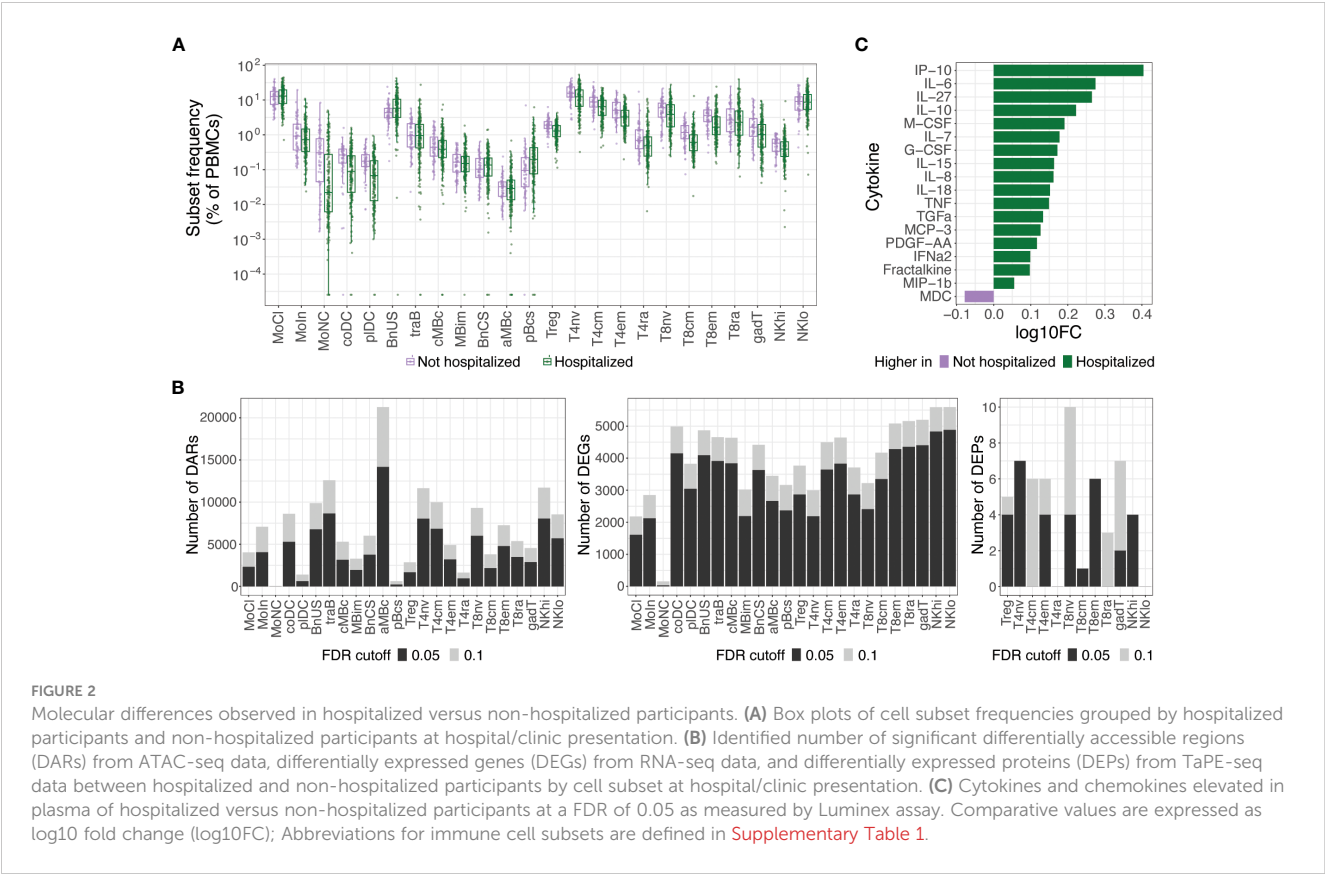 A
Subset frequency
(% of PBMCs)
10²
10¹
10⁰
10⁻¹
10⁻²
10⁻³
10⁻⁴
MoCl MoIn MoNC coDC plDC BnUS traB cMBc MBim BnCS aMBc pBcs Treg T4nv T4cm T4em T4ra T8nv T8cm T8em T8ra gadT NKhi NKlo
Not hospitalized Hospitalized
C
Cytokine
IP−10
IL−6
IL−27
IL−10
M−CSF
IL−7
G−CSF
IL−15
IL−8
IL−18
TNF
TGFa
MCP−3
PDGF−AA
IFNa2
Fractalkine
MIP−1b
MDC
−0.1 0.0 0.1 0.2 0.3 0.4
log10FC
Higher in Not hospitalized Hospitalized
B
Number of DARs
20000
15000
10000
5000
0
MoCl MoIn MoNC coDC plDC BnUS traB cMBc MBim BnCS aMBc pBcs Treg T4nv T4cm T4em T4ra T8nv T8cm T8em T8ra gadT NKhi NKlo
FDR cutoff 0.05 0.1
Number of DEGs
5000
4000
3000
2000
1000
0
MoCl MoIn MoNC coDC plDC BnUS traB cMBc MBim BnCS aMBc pBcs Treg T4nv T4cm T4em T4ra T8nv T8cm T8em T8ra gadT NKhi NKlo
FDR cutoff 0.05 0.1
Number of DEPs
10
8
6
4
2
0
Treg T4nv T4cm T4em T4ra T8nv T8cm T8em T8ra gadT NKhi NKlo
FDR cutoff 0.05 0.1
FIGURE 2
Molecular differences observed in hospitalized versus non-hospitalized participants. (A) Box plots of cell subset frequencies grouped by hospitalized
participants and non-hospitalized participants at hospital/clinic presentation. (B) Identified number of significant differentially accessible regions
(DARs) from ATAC-seq data, differentially expressed genes (DEGs) from RNA-seq data, and differentially expressed proteins (DEPs) from TaPE-seq
data between hospitalized and non-hospitalized participants by cell subset at hospital/clinic presentation. (C) Cytokines and chemokines elevated in
plasma of hospitalized versus non-hospitalized participants at a FDR of 0.05 as measured by Luminex assay. Comparative values are expressed as
log10 fold change (log10FC); Abbreviations for immune cell subsets are defined in Supplementary Table 1.